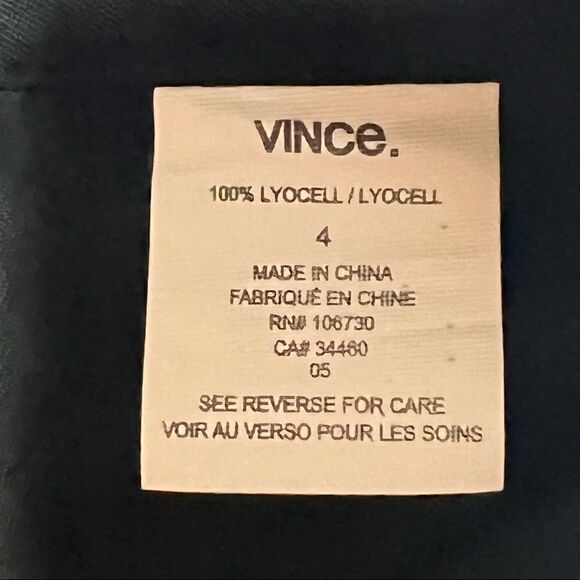 VINCe.
100% LYOCELL / LYOCELL
4
MADE IN CHINA
FABRIQUÉ EN CHINE
RN# 106730
CA# 34460
05
SEE REVERSE FOR CARE
VOIR AU VERSO POUR LES SOINS